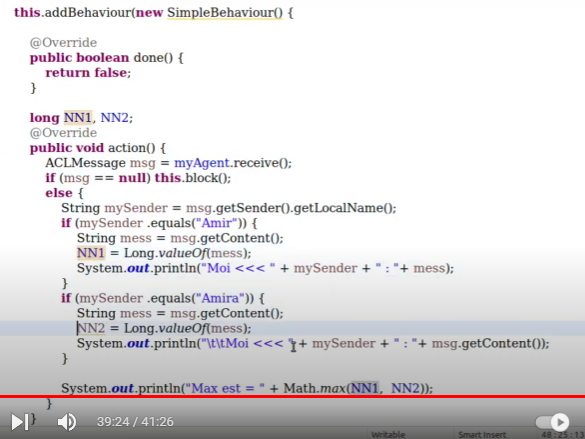 this.addBehaviour(new SimpleBehaviour() {
@Override
public boolean done() {
return false;
}
long NN1, NN2;
@Override
public void action() {
ACLMessage msg = myAgent.receive();
if (msg == null) this.block();
else {
String mySender = msg.getSender().getLocalName();
if (mySender .equals("Amir")) {
String mess = msg.getContent();
NN1 = Long.valueOf(mess);
System.out.println("Moi <<< " + mySender + " : "+ mess);
}
if (mySender .equals("Amira")) {
String mess = msg.getContent();
NN2 = Long.valueOf(mess);
System.out.println("\t\tMoi <<< "+ mySender + " : "+ msg.getContent());
}
System.out.println("Max est = " + Math.max(NN1, NN2));
}
}
39:24 / 41:26
Writable Smart Insert